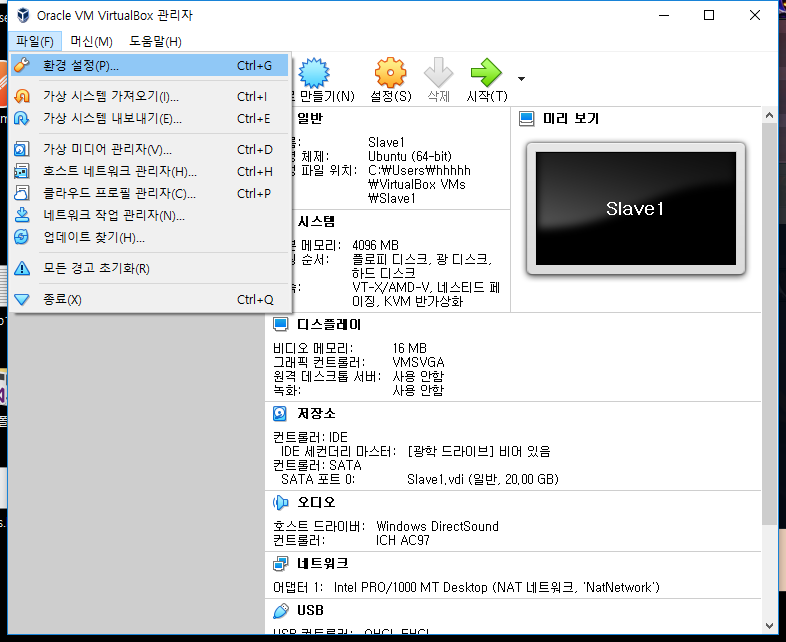 Oracle VM VirtualBox 관리자
파일(F) 머신(M) 도움말(H)
환경 설정(P)... Ctrl+G
가상 시스템 가져오기(I)... Ctrl+I
가상 시스템 내보내기(E)... Ctrl+E
가상 미디어 관리자(V)... Ctrl+D
호스트 네트워크 관리자(H)... Ctrl+H
클라우드 프로필 관리자(C)... Ctrl+P
네트워크 작업 관리자(N)...
업데이트 찾기(H)...
모든 경고 초기화(R)
종료(X) Ctrl+Q
만들기(N) 설정(S) 삭제 시작(T)
일반
Slave1
체제: Ubuntu (64-bit)
파일 위치: C:\Users\hhhhh
\VirtualBox VMs
\Slave1
미리 보기
Slave1
시스템
메모리: 4096 MB
순서: 플로피 디스크, 광 디스크,
하드 디스크
VT-X/AMD-V, 네스티드 페
이징, KVM 반가상화
디스플레이
비디오 메모리: 16 MB
그래픽 컨트롤러: VMSVGA
원격 데스크톱 서버: 사용 안함
녹화: 사용 안함
저장소
컨트롤러: IDE
IDE 세컨더리 마스터: [광학 드라이브] 비어 있음
컨트롤러: SATA
SATA 포트 0: Slave1.vdi (일반, 20.00 GB)
오디오
호스트 드라이버: Windows DirectSound
컨트롤러: ICH AC97
네트워크
어댑터 1: Intel PRO/1000 MT Desktop (NAT 네트워크, 'NatNetwork')
USB
USB 컨트롤러: OHCI, EHCI